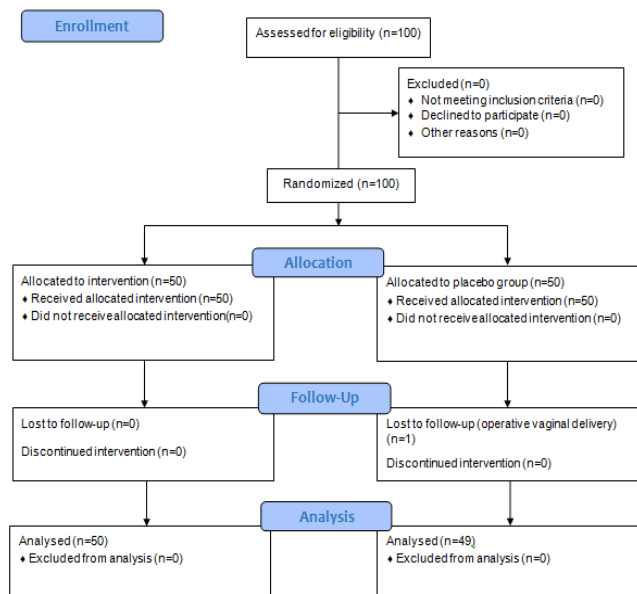 Enrollment
Assessed for eligibility (n=100)
Excluded (n=0)
♦ Not meeting inclusion criteria (n=0)
♦ Declined to participate (n=0)
♦ Other reasons (n=0)
Randomized (n=100)
Allocation
Allocated to intervention (n=50)
♦ Received allocated intervention (n=50)
♦ Did not receive allocated intervention(n=0)
Allocated to placebo group (n=50)
♦ Received allocated intervention (n=50)
♦ Did not receive allocated intervention (n=0)
Follow-Up
Lost to follow-up (n=0)
Discontinued intervention (n=0)
Lost to follow-up (operative vaginal delivery)
(n=1)
Discontinued intervention (n=0)
Analysis
Analysed (n=50)
♦ Excluded from analysis (n=0)
Analysed (n=49)
♦ Excluded from analysis (n=0)